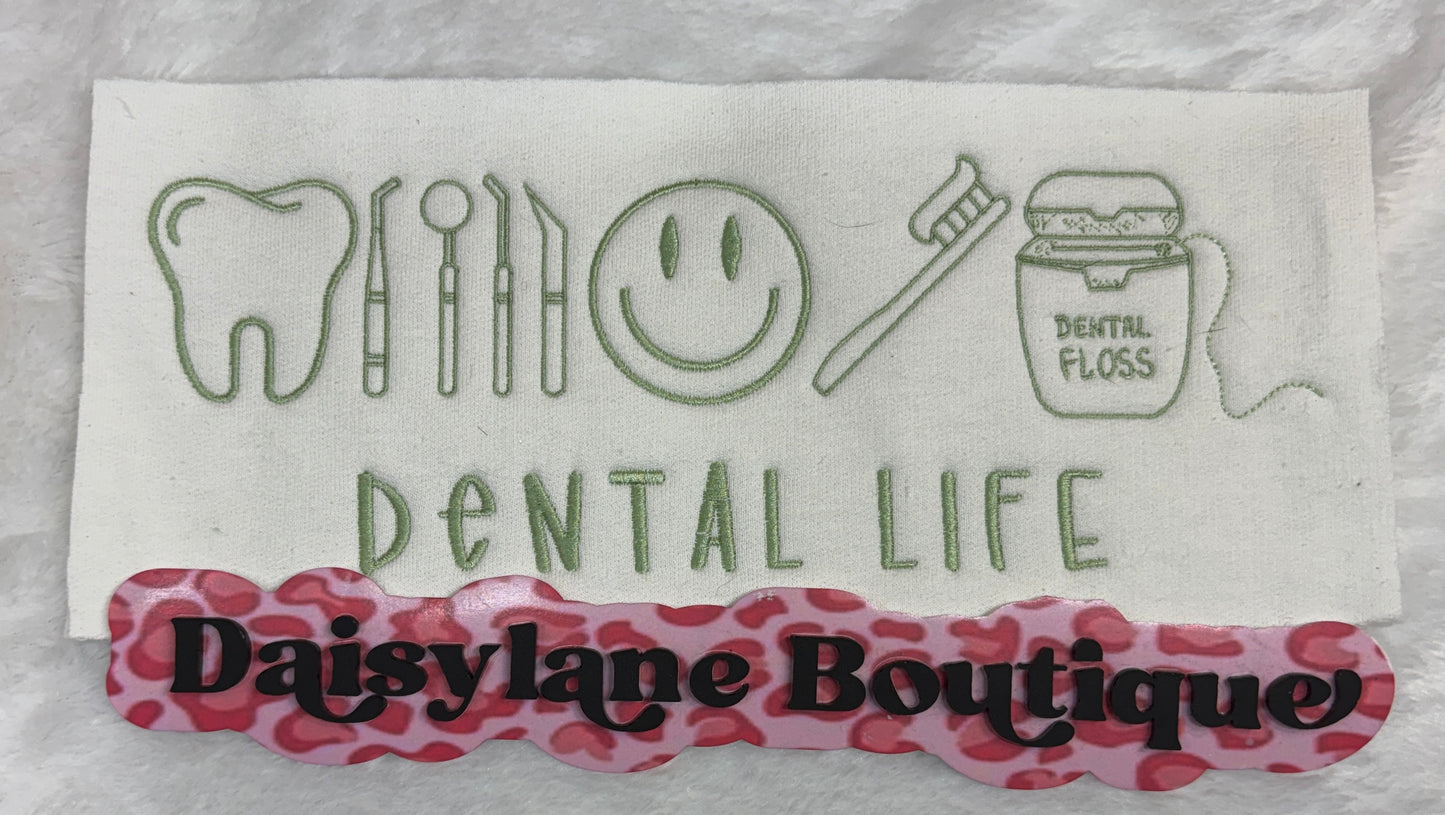 DENTAL
FLOSS
DeNTAL LIFE
Daisylane Boutique